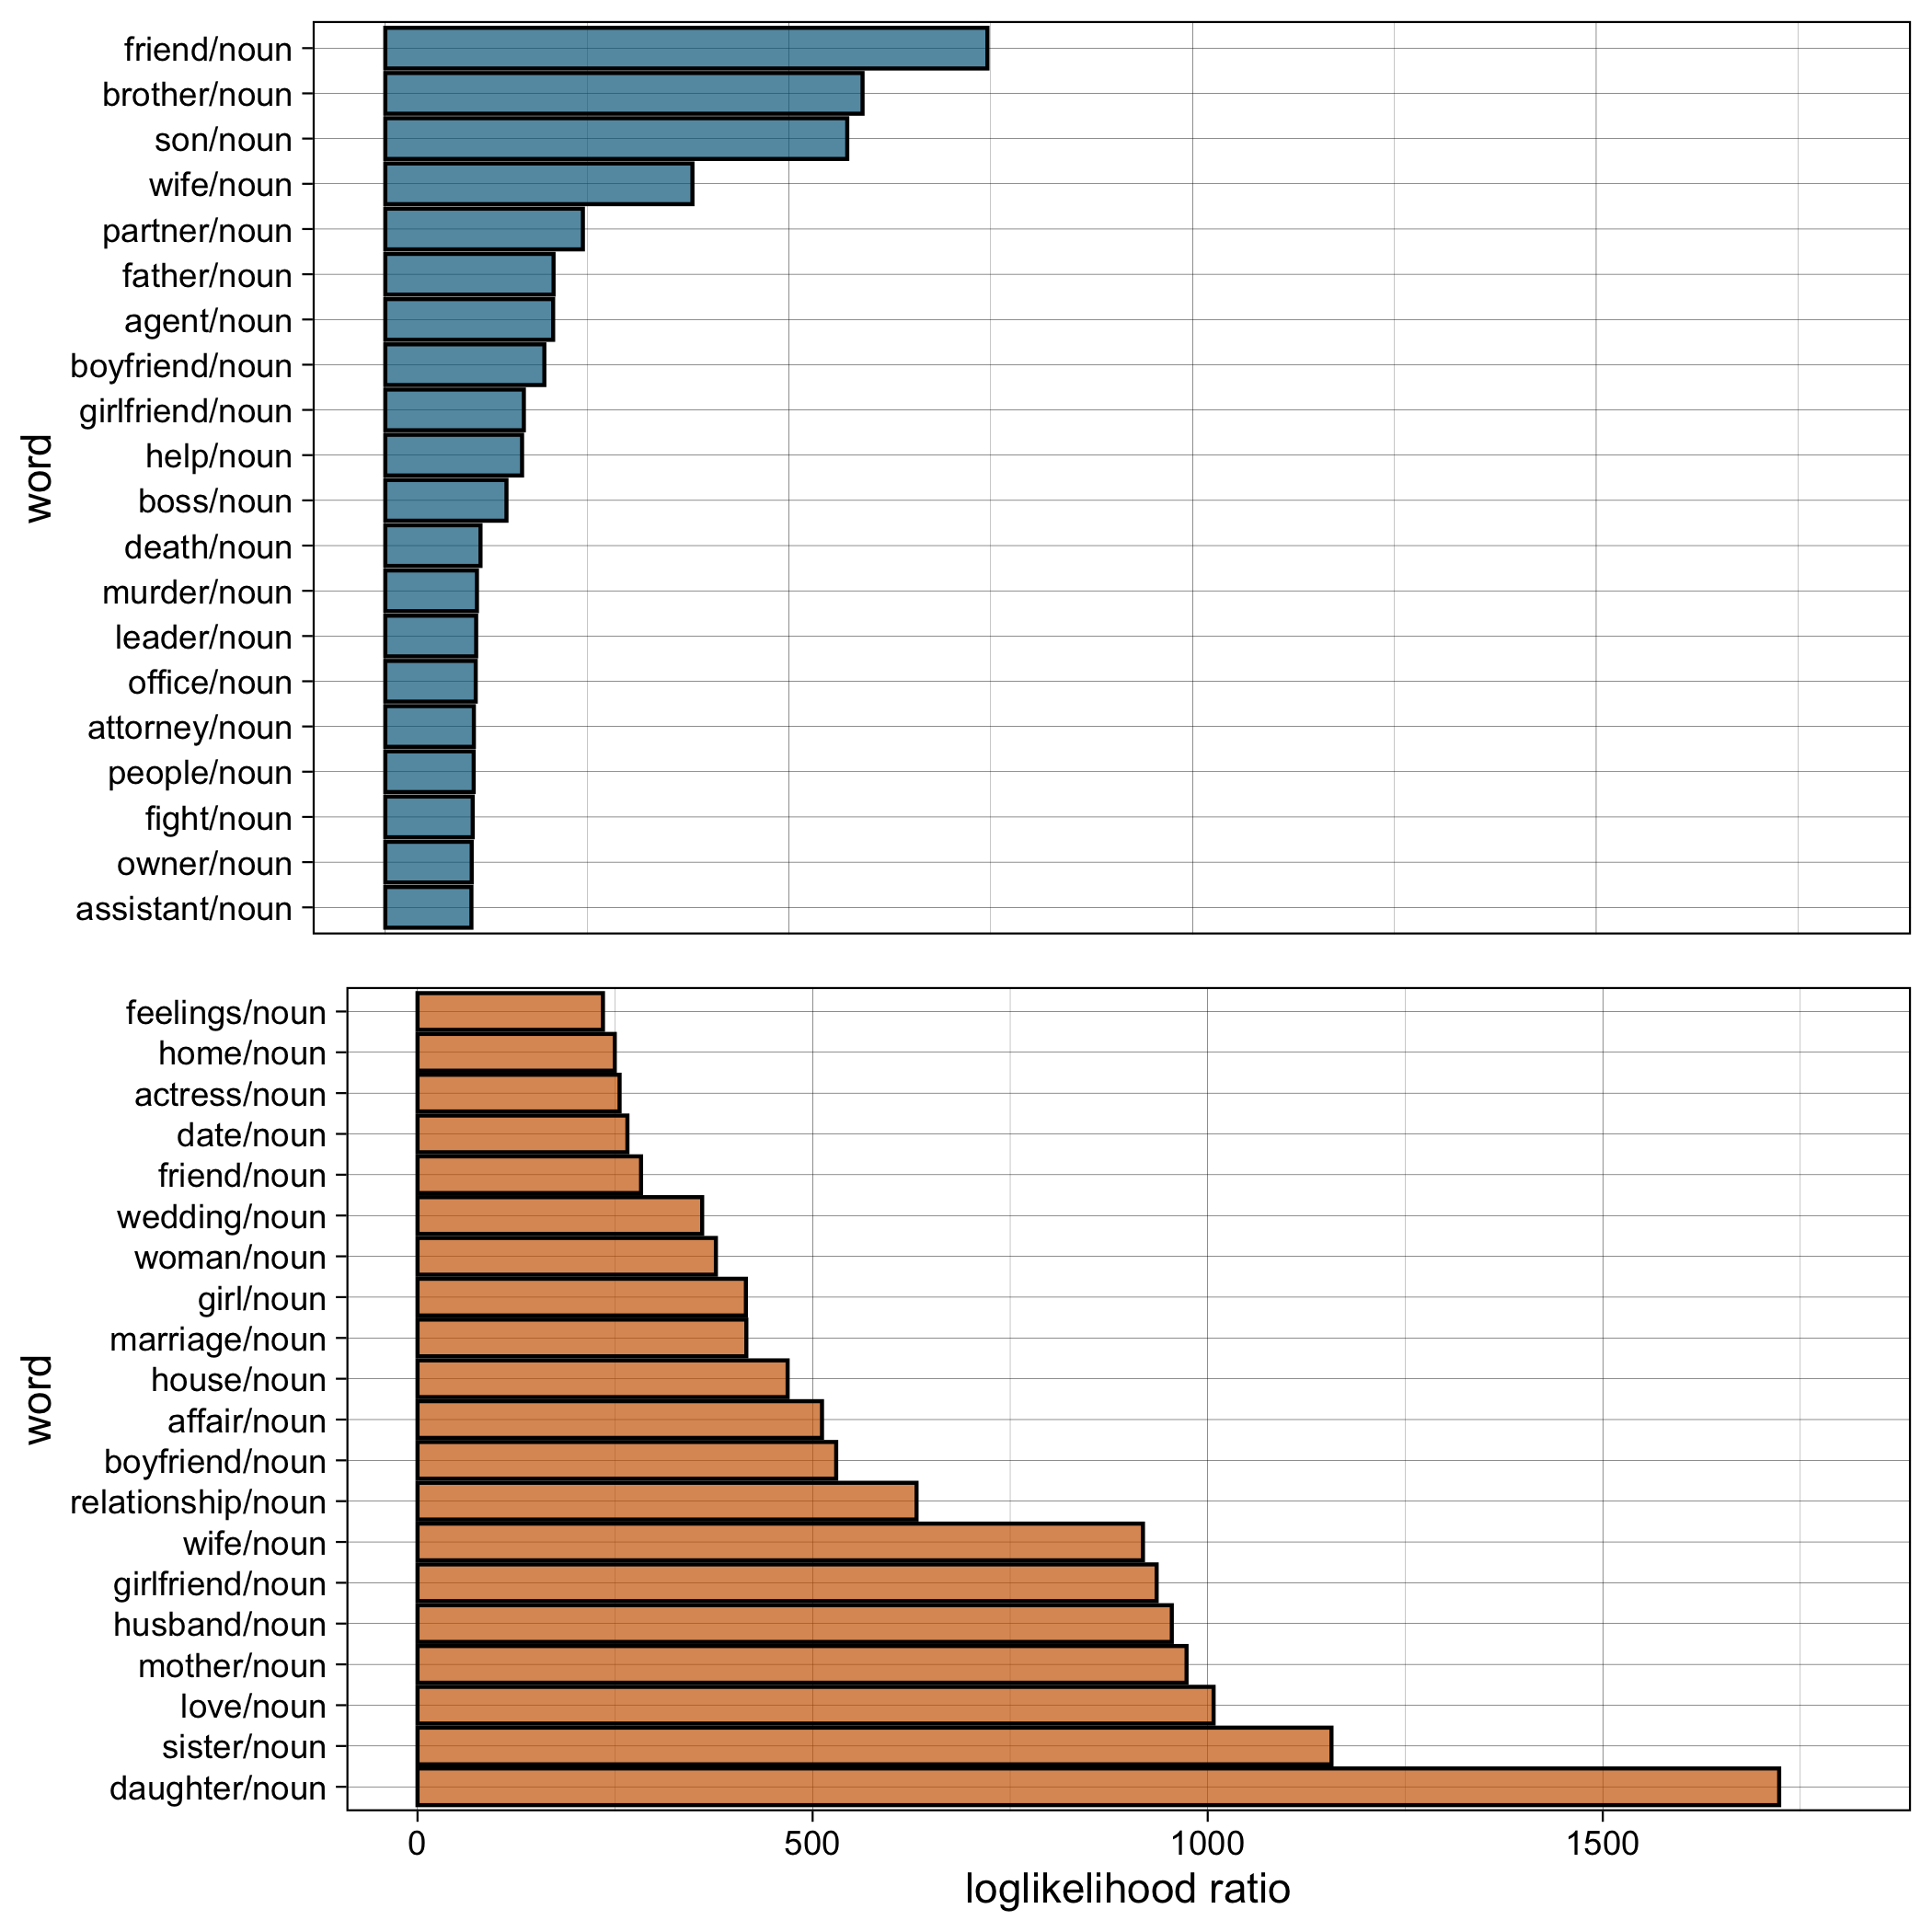 friend/noun
brother/noun
son/noun
wife/noun
partner/noun
father/noun
agent/noun
boyfriend/noun
girlfriend/noun
help/noun
boss/noun
death/noun
murder/noun
leader/noun
office/noun
attorney/noun
people/noun
fight/noun
owner/noun
assistant/noun
word
feelings/noun
home/noun
actress/noun
date/noun
friend/noun
wedding/noun
woman/noun
girl/noun
marriage/noun
house/noun
affair/noun
boyfriend/noun
relationship/noun
wife/noun
girlfriend/noun
husband/noun
mother/noun
love/noun
sister/noun
daughter/noun
word
0 500 1000 1500
loglikelihood ratio